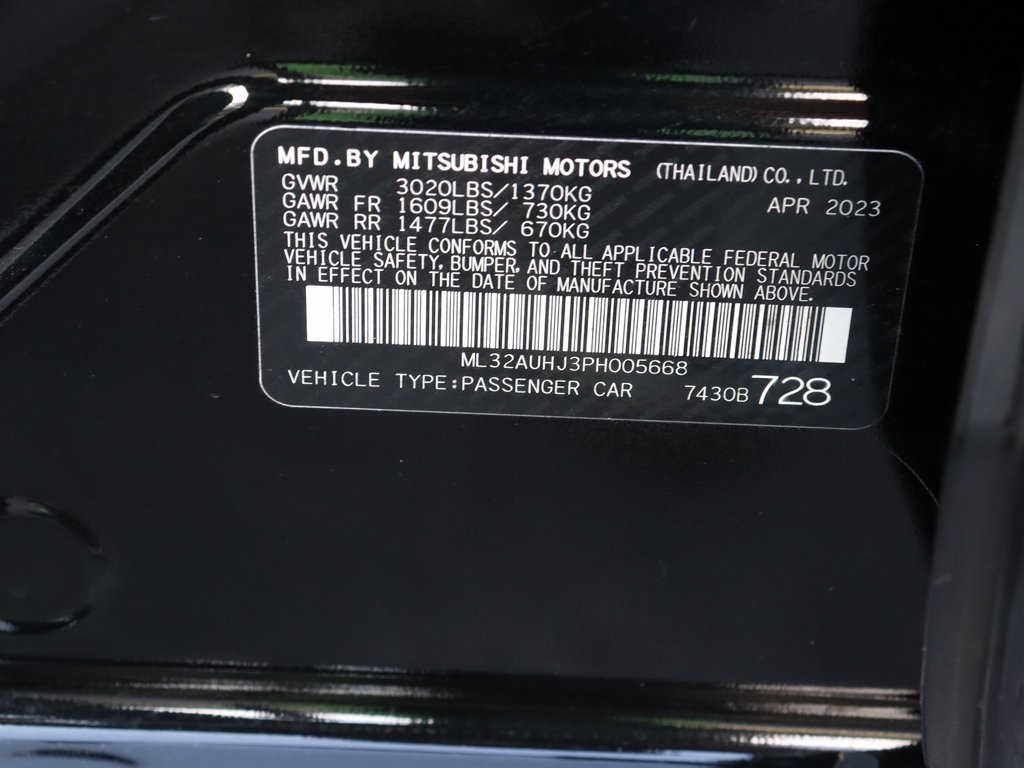 MFD.BY MITSUBISHI MOTORS (THAILAND) CO.,LTD.
GVWR 3020LBS/1370KG APR 2023
GAWR FR 1609LBS/ 730KG
GAWR RR 1477LBS/ 670KG
THIS VEHICLE CONFORMS TO ALL APPLICABLE FEDERAL MOTOR
VEHICLE SAFETY, BUMPER, AND THEFT PREVENTION STANDARDS
IN EFFECT ON THE DATE OF MANUFACTURE SHOWN ABOVE.
ML32AUHJ3PH005668
VEHICLE TYPE:PASSENGER CAR 7430B 728